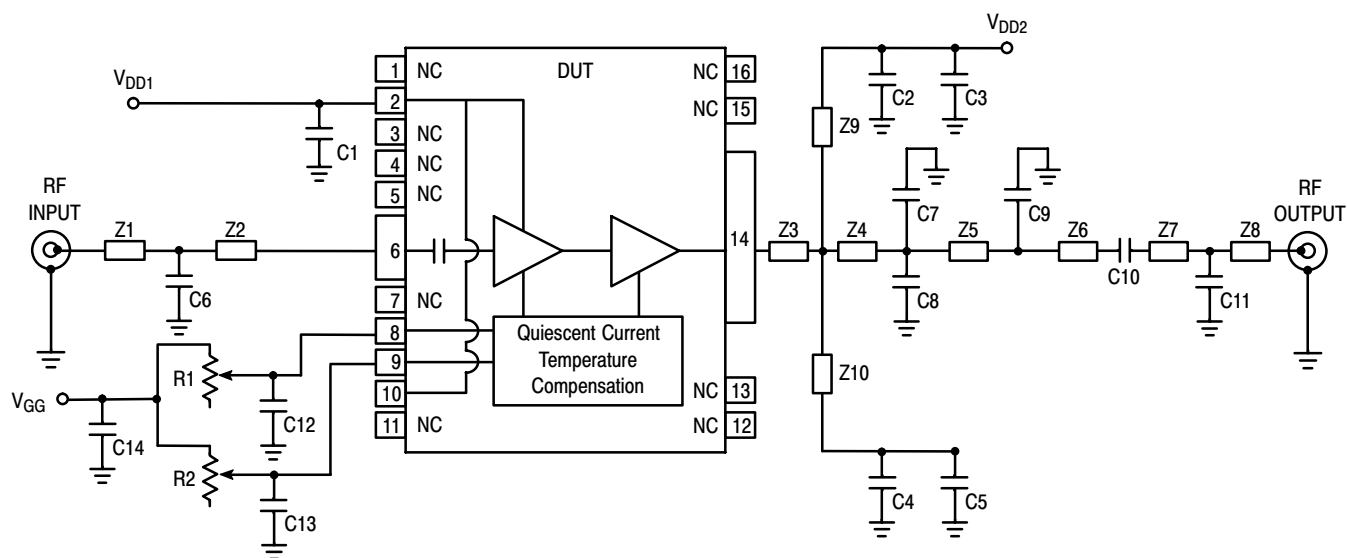 V_DD1
C1
RF
INPUT
Z1
Z2
C6
V_GG
C14
R1
R2
C12
C13
DUT
1 NC
2
3 NC
4 NC
5 NC
6
7 NC
8
9
10
11 NC
NC 16
NC 15
14
NC 13
NC 12
Quiescent Current
Temperature
Compensation
V_DD2
C2
C3
Z9
Z3
Z4
C7
C8
Z5
C9
Z6
C10
Z7
C11
Z8
RF
OUTPUT
Z10
C4
C5